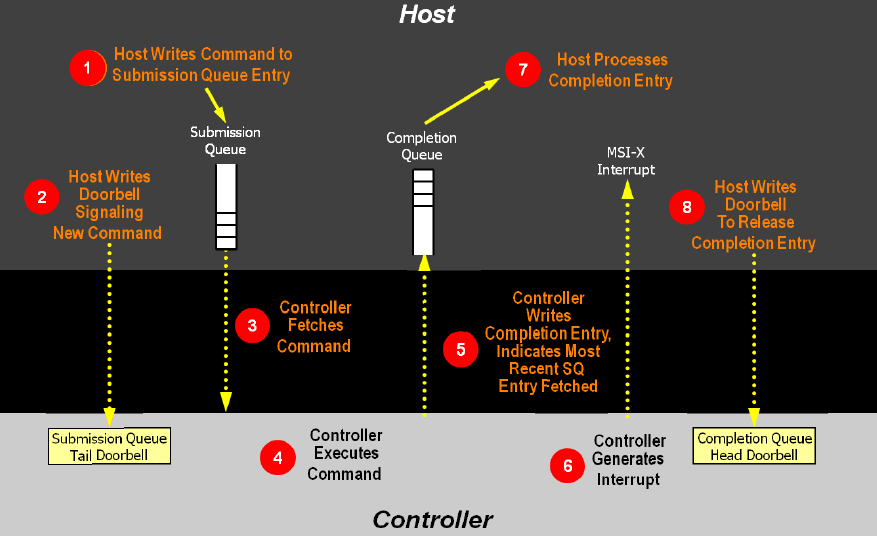 Host
1
Host Writes Command to
Submission Queue Entry
7
Host Processes
Completion Entry
Submission
Queue
Completion
Queue
MSI-X
Interrupt
2
Host Writes
Doorbell
Signaling
New Command
8
Host Writes
Doorbell
To Release
Completion Entry
3
Controller
Fetches
Command
5
Controller
Writes
Completion Entry,
Indicates Most
Recent SQ
Entry Fetched
Submission Queue
Tail Doorbell
4
Controller
Executes
Command
6
Controller
Generates
Interrupt
Completion Queue
Head Doorbell
Controller